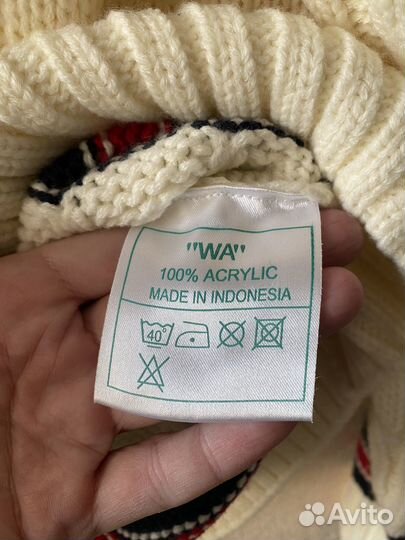 "WA"
100% ACRYLIC
MADE IN INDONESIA
40°
Avito